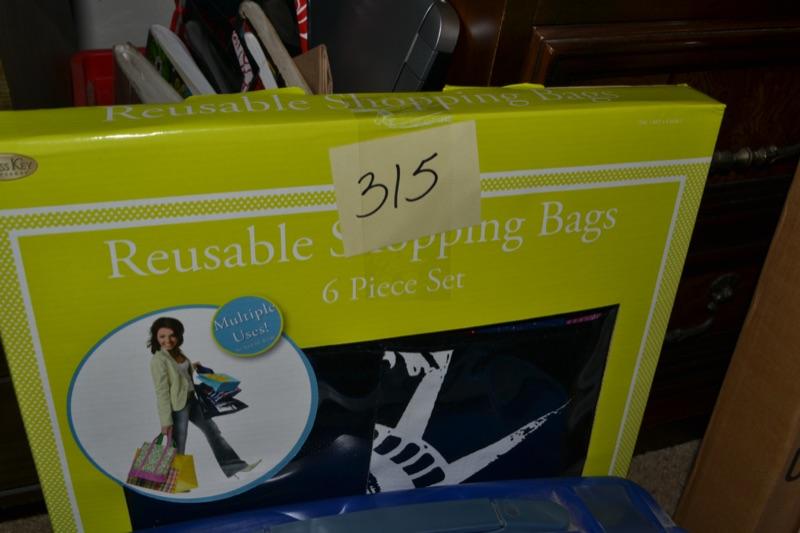 Reusable Shopping Bags
315
Reusable Shopping Bags
6 Piece Set
Multiple
Uses!